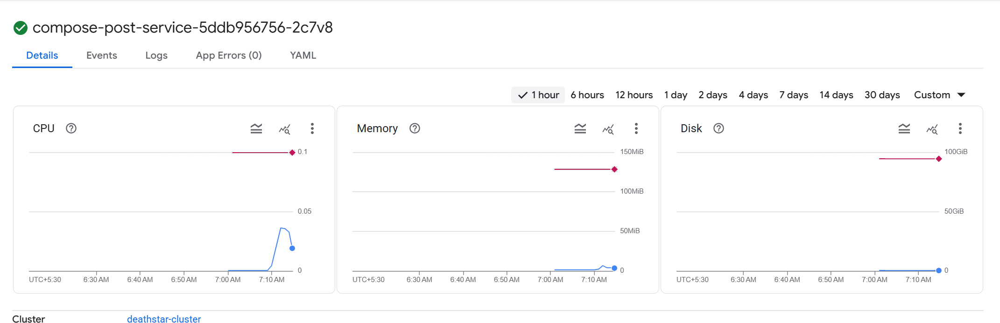 compose-post-service-5ddb956756-2c7v8
Details Events Logs App Errors (0) YAML
1 hour 6 hours 12 hours 1 day 2 days 4 days 7 days 14 days 30 days Custom
CPU
0.1
0.05
0
UTC+5:30 6:30 AM 6:40 AM 6:50 AM 7:00 AM 7:10 AM
Memory
150MiB
100MiB
50MiB
0
UTC+5:30 6:30 AM 6:40 AM 6:50 AM 7:00 AM 7:10 AM
Disk
100GiB
50GiB
0
UTC+5:30 6:30 AM 6:40 AM 6:50 AM 7:00 AM 7:10 AM
Cluster deathstar-cluster